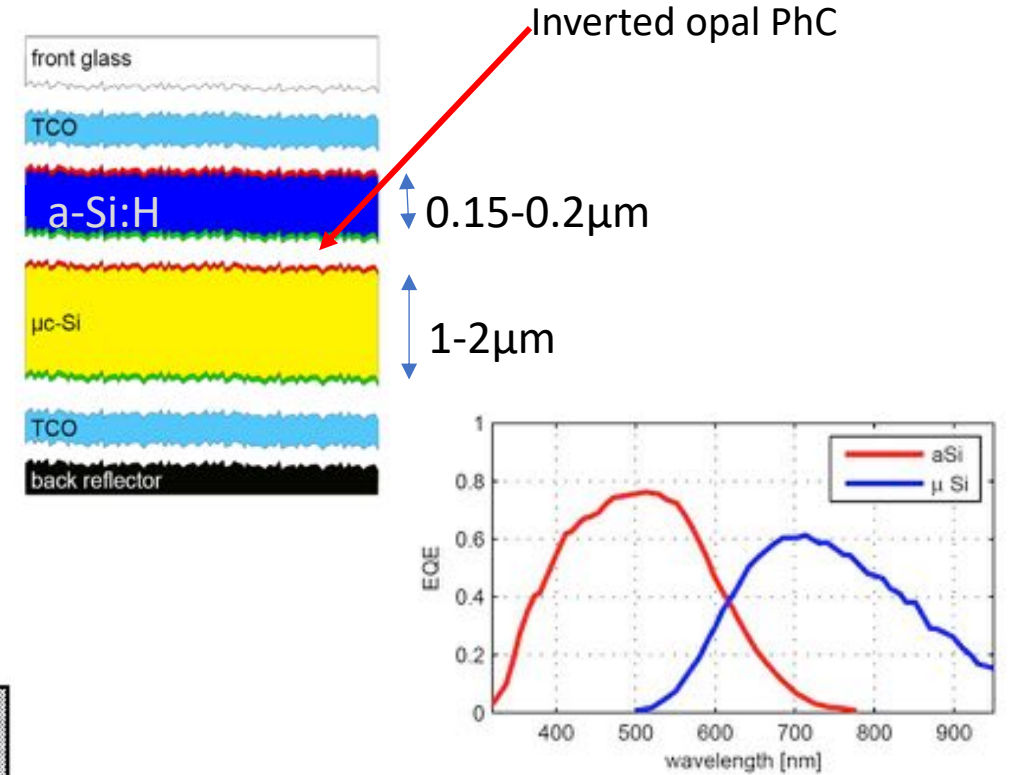 Inverted opal PhC
front glass
TCO
a-Si:H
0.15-0.2µm
µc-Si
1-2µm
TCO
back reflector
1
0.8
0.6
0.4
0.2
0
EQE
aSi
µ Si
400 500 600 700 800 900
wavelength [nm]